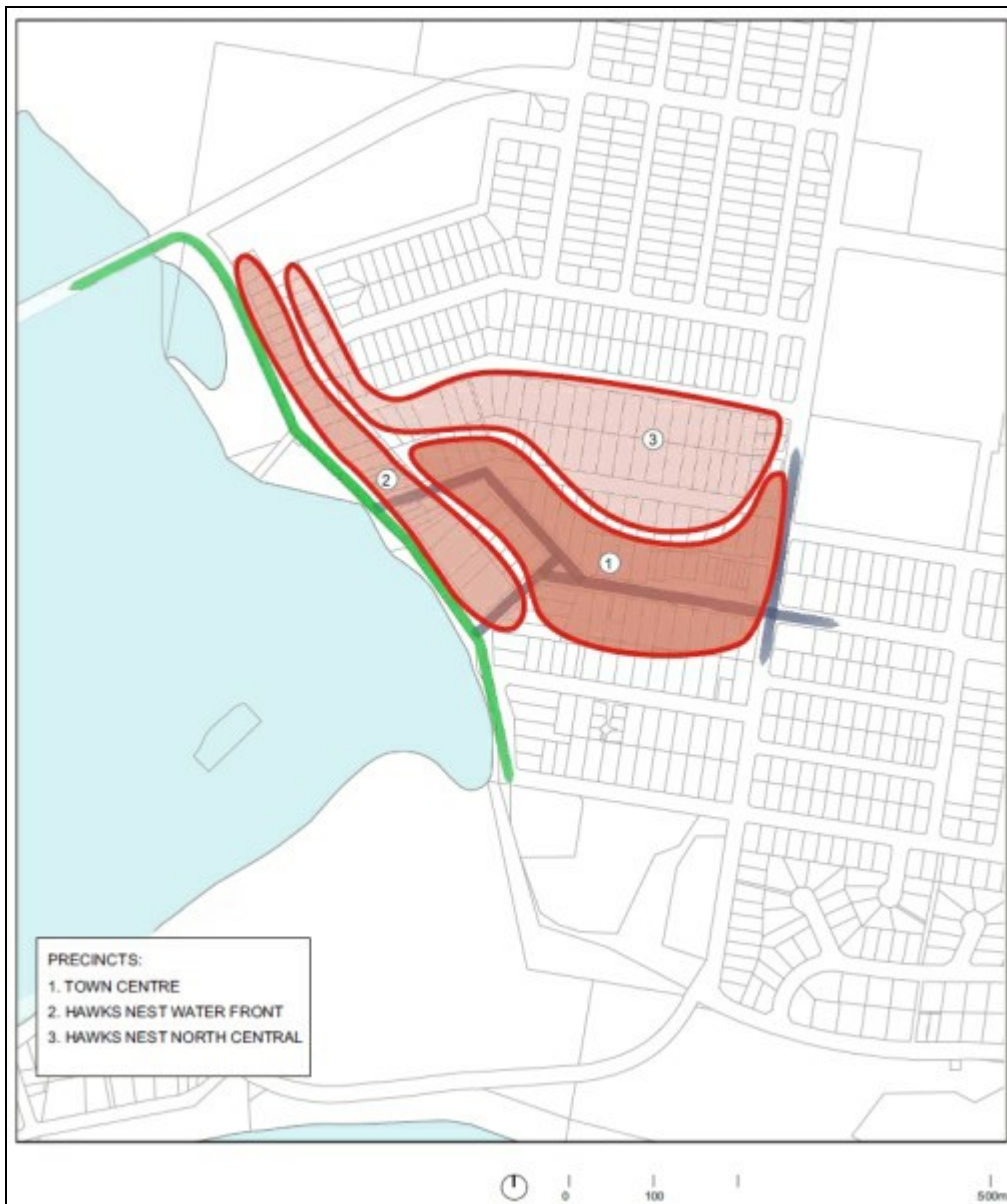 3
2
1
PRECINCTS:
1. TOWN CENTRE
2. HAWKS NEST WATER FRONT
3. HAWKS NEST NORTH CENTRAL
0 100 500m